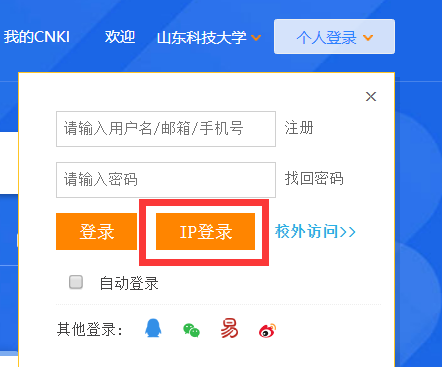 我的CNKI 欢迎 山东科技大学 个人登录
请输入用户名/邮箱/手机号 注册
请输入密码 找回密码
登录 IP登录 校外访问>>
自动登录
其他登录：
易